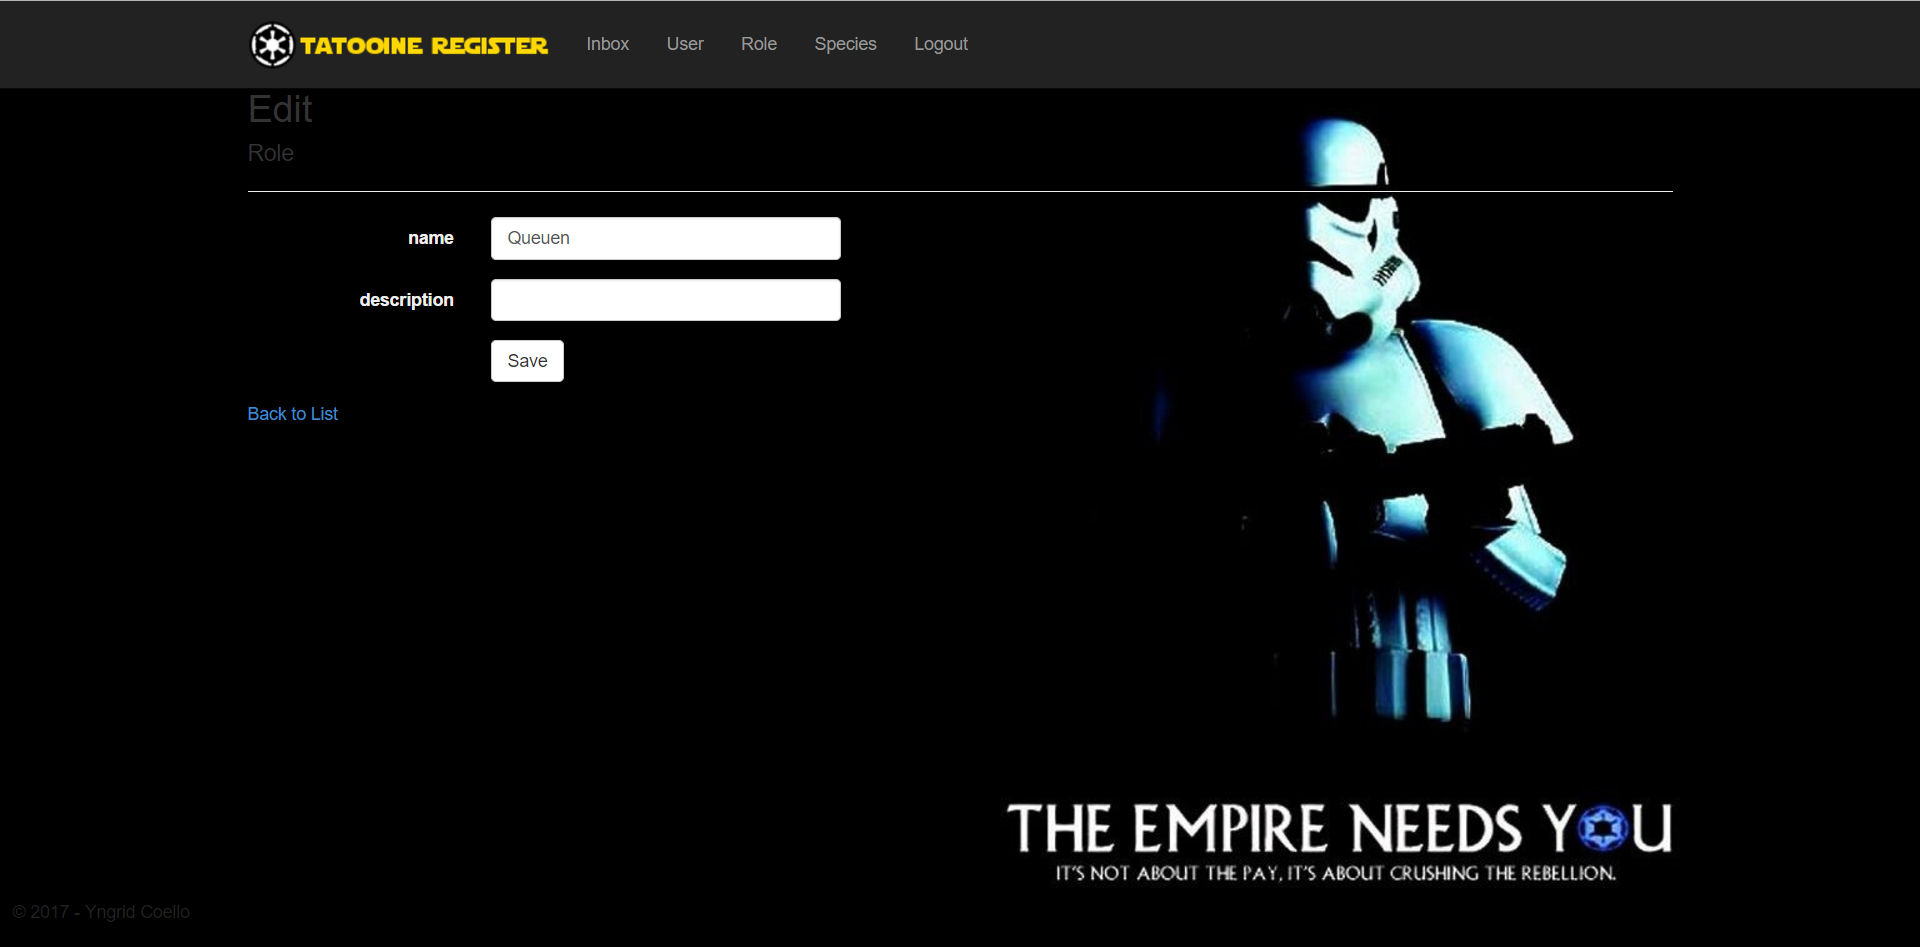 TATOOINE REGISTER Inbox User Role Species Logout
Edit
Role
name Queuen
description
Save
Back to List
THE EMPIRE NEEDS YOU
IT'S NOT ABOUT THE PAY, IT'S ABOUT CRUSHING THE REBELLION.
© 2017 - Yngrid Coello